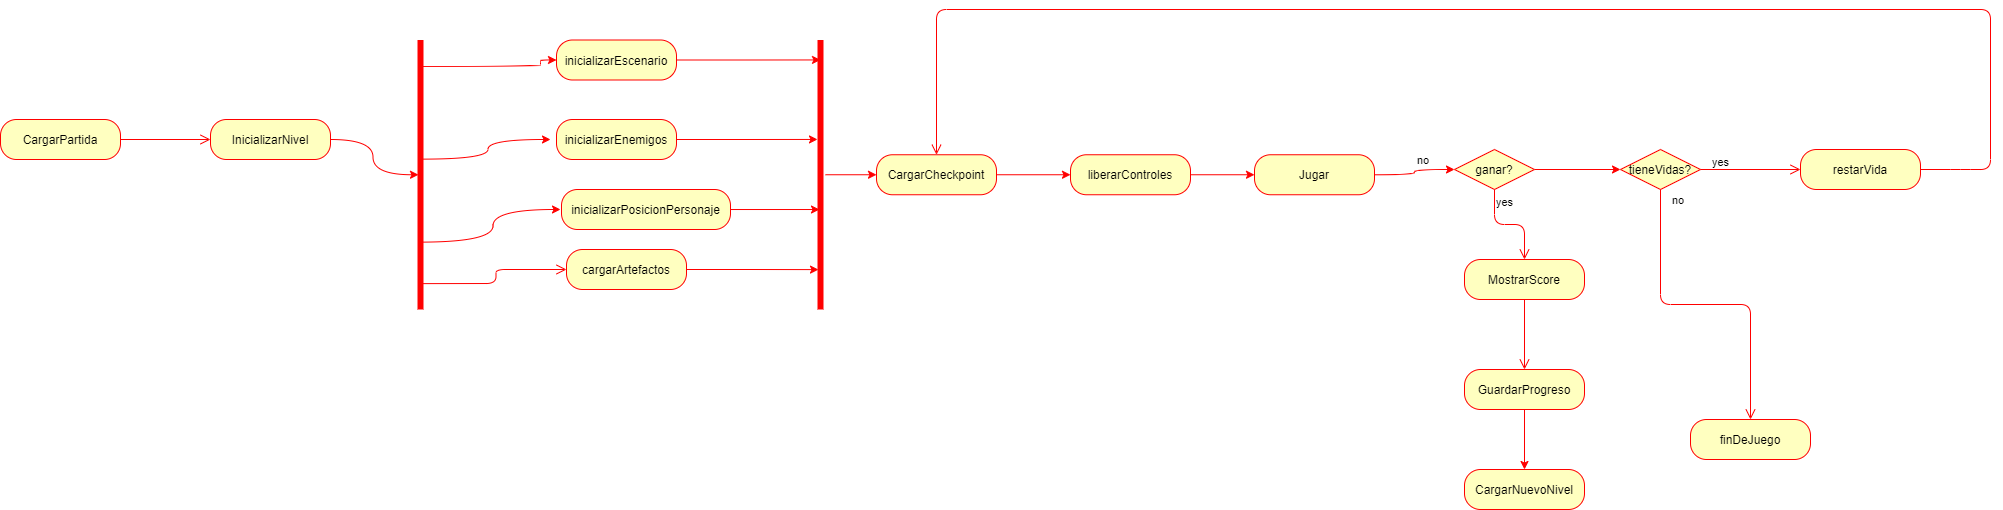 CargarPartida
InicializarNivel
inicializarEscenario
inicializarEnemigos
inicializarPosicionPersonaje
cargarArtefactos
CargarCheckpoint
liberarControles
Jugar
no
ganar?
yes
tieneVidas?
yes
no
restarVida
MostrarScore
GuardarProgreso
CargarNuevoNivel
finDeJuego